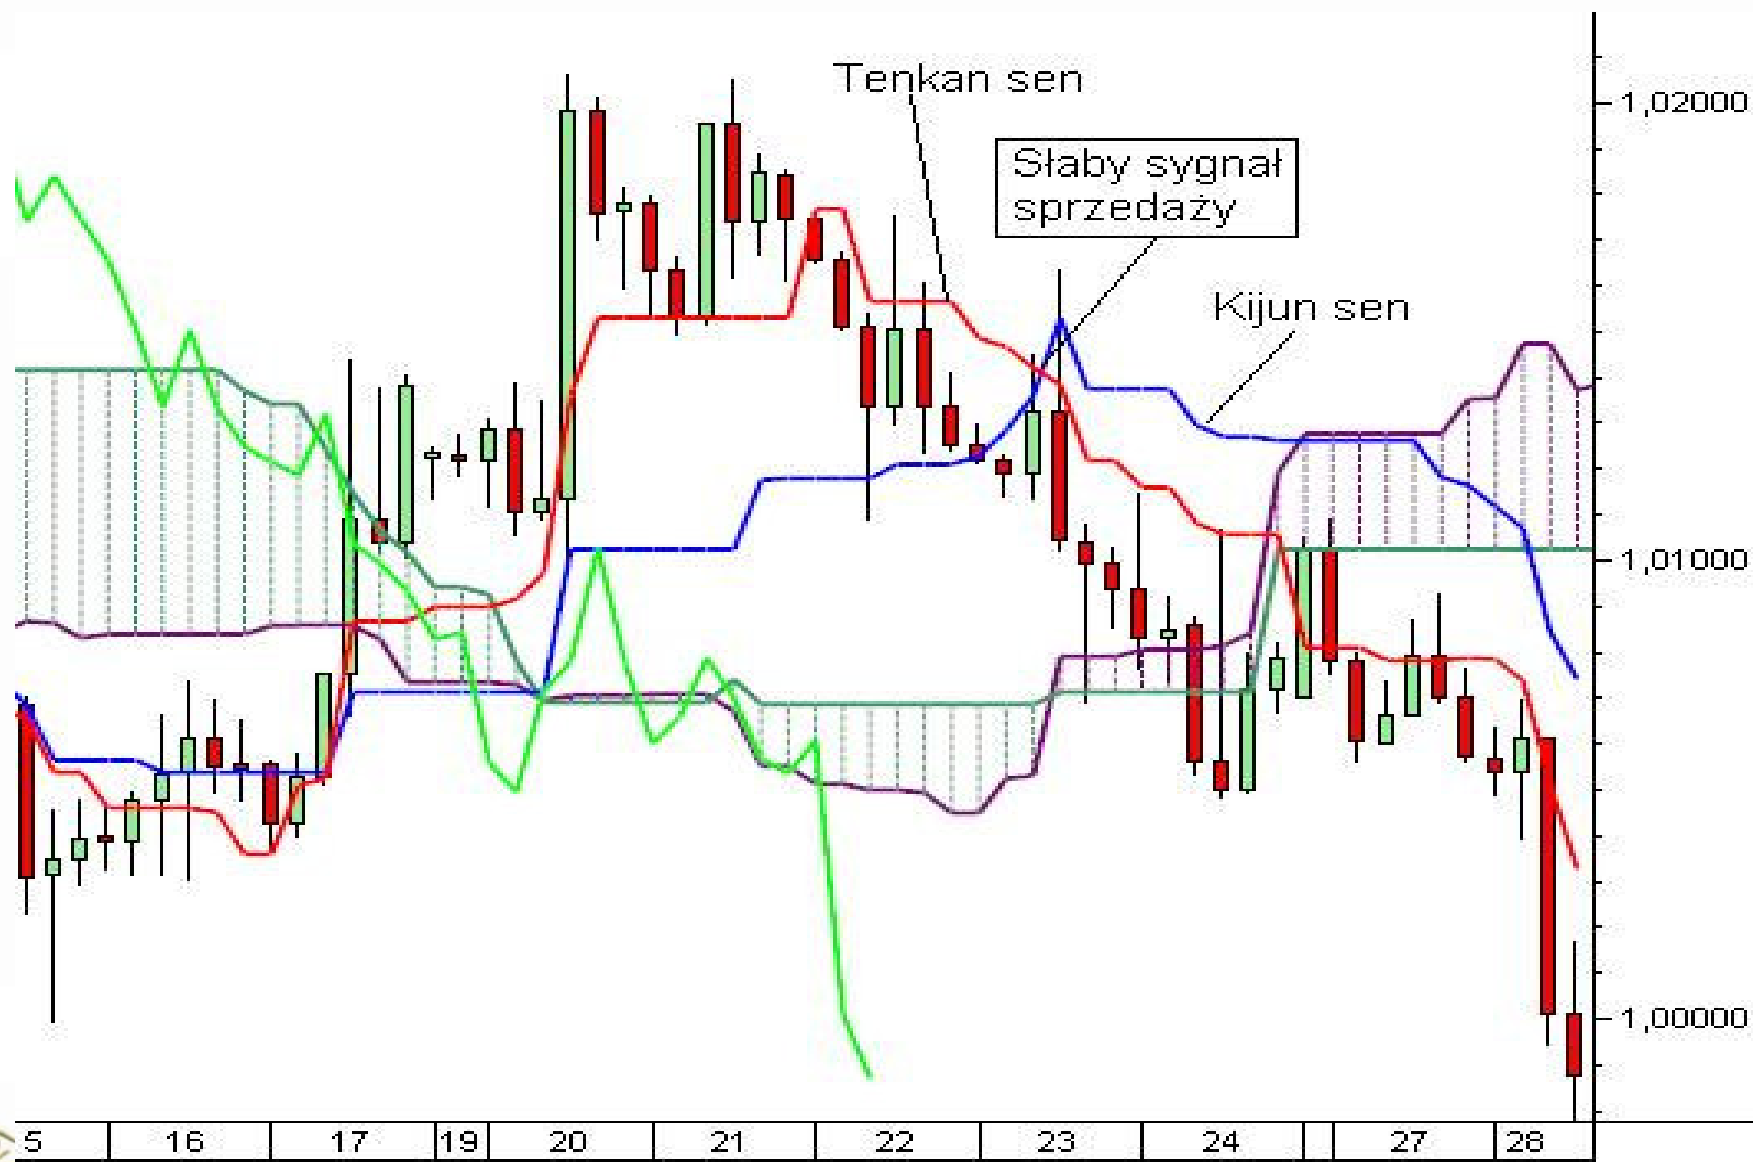 Tenkan sen
Słaby sygnał
sprzedaży
Kijun sen
1,02000
1,01000
1,00000
5 16 17 19 20 21 22 23 24 27 28